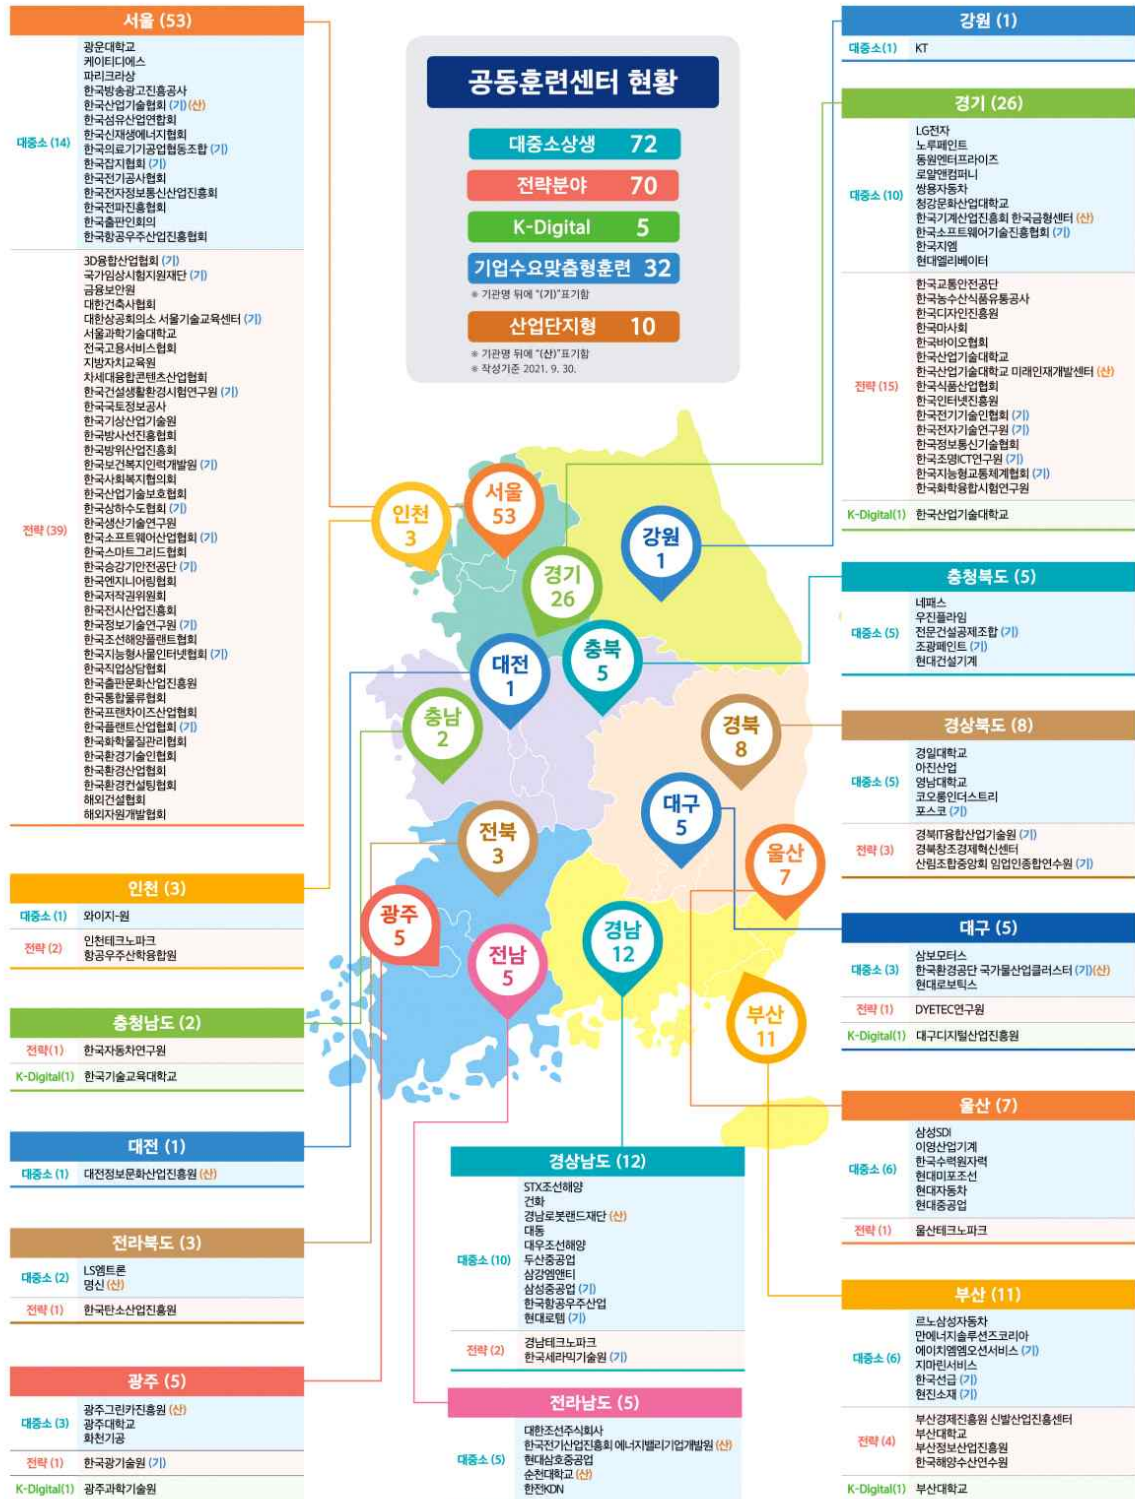 서울 (53)
대중소 (14)
광운대학교
케이티디에스
파리크라상
한국방송광고진흥공사
한국산업기술협회 (기)(산)
한국섬유산업연합회
한국신재생에너지협회
한국의료기기공업협동조합 (기)
한국잡지협회 (기)
한국전기공사협회
한국전자정보통신산업진흥회
한국전파진흥협회
한국출판인회의
한국항공우주산업진흥협회
전략 (39)
3D융합산업협회 (기)
국가임상시험지원재단 (기)
금융보안원
대한건축사협회
대한상공회의소 서울기술교육센터 (기)
서울과학기술대학교
전국고용서비스협회
지방자치교육원
차세대융합콘텐츠산업협회
한국건설생활환경시험연구원 (기)
한국국토정보공사
한국기상산업기술원
한국방사선진흥협회
한국방위산업진흥회
한국보건복지인력개발원 (기)
한국사회복지협의회
한국산업기술보호협회
한국상하수도협회 (기)
한국생산기술연구원
한국소프트웨어산업협회 (기)
한국스마트그리드협회
한국승강기안전공단 (기)
한국엔지니어링협회
한국저작권위원회
한국전시산업진흥회
한국정보기술연구원 (기)
한국조선해양플랜트협회
한국지능형사물인터넷협회 (기)
한국직업상담협회
한국출판문화산업진흥원
한국통합물류협회
한국프랜차이즈산업협회
한국플랜트산업협회 (기)
한국화학물질관리협회
한국환경기술인협회
한국환경산업협회
한국환경컨설팅협회
해외건설협회
해외자원개발협회
인천 (3)
대중소 (1) 와이지-원
전략 (2)
인천테크노파크
항공우주산학융합원
충청남도 (2)
전략(1) 한국자동차연구원
K-Digital(1) 한국기술교육대학교
대전 (1)
대중소 (1) 대전정보문화산업진흥원 (산)
전라북도 (3)
대중소 (2)
LS엠트론
명신 (산)
전략 (1) 한국탄소산업진흥원
광주 (5)
대중소 (3)
광주그린카진흥원 (산)
광주대학교
화천기공
전략 (1) 한국광기술원 (기)
K-Digital(1) 광주과학기술원
공동훈련센터 현황
대중소상생 72
전략분야 70
K-Digital 5
기업수요맞춤형훈련 32
※ 기관명 뒤에 "(기)"표기함
산업단지형 10
※ 기관명 뒤에 "(산)"표기함
※ 작성기준 2021. 9. 30.
서울
53
인천
3
경기
26
강원
1
대전
1
충북
5
충남
2
경북
8
대구
5
전북
3
울산
7
광주
5
전남
5
경남
12
부산
11
경상남도 (12)
대중소 (10)
STX조선해양
건화
경남로봇랜드재단 (산)
대동
대우조선해양
두산중공업
삼강엠앤티
삼성중공업 (기)
한국항공우주산업
현대로템 (기)
전략 (2)
경남테크노파크
한국세라믹기술원 (기)
전라남도 (5)
대중소 (5)
대한조선주식회사
한국전기산업진흥회 에너지밸리기업개발원 (산)
현대삼호중공업
순천대학교 (산)
한전KDN
강원 (1)
대중소(1) KT
경기 (26)
대중소 (10)
LG전자
노루페인트
동원엔터프라이즈
로얄앤컴퍼니
쌍용자동차
청강문화산업대학교
한국기계산업진흥회 한국금형센터 (산)
한국소프트웨어기술진흥협회 (기)
한국지엠
현대엘리베이터
전략 (15)
한국교통안전공단
한국농수산식품유통공사
한국디자인진흥원
한국마사회
한국바이오협회
한국산업기술대학교
한국산업기술대학교 미래인재개발센터 (산)
한국식품산업협회
한국인터넷진흥원
한국전기기술인협회 (기)
한국전자기술연구원 (기)
한국정보통신기술협회
한국조명ICT연구원 (기)
한국지능형교통체계협회 (기)
한국화학융합시험연구원
K-Digital(1) 한국산업기술대학교
충청북도 (5)
대중소 (5)
네패스
우진플라임
전문건설공제조합 (기)
조광페인트 (기)
현대건설기계
경상북도 (8)
대중소 (5)
경일대학교
아진산업
영남대학교
코오롱인더스트리
포스코 (기)
전략 (3)
경북IT융합산업기술원 (기)
경북창조경제혁신센터
산림조합중앙회 임업인종합연수원 (기)
대구 (5)
대중소 (3)
삼보모터스
한국환경공단 국가물산업클러스터 (기)(산)
현대로보틱스
전략 (1) DYETEC연구원
K-Digital(1) 대구디지털산업진흥원
울산 (7)
대중소 (6)
삼성SDI
이영산업기계
한국수력원자력
현대미포조선
현대자동차
현대중공업
전략 (1) 울산테크노파크
부산 (11)
대중소 (6)
르노삼성자동차
만에너지솔루션즈코리아
에이치엠엠오션서비스 (기)
지마린서비스
한국선급 (기)
현진소재 (기)
전략 (4)
부산경제진흥원 신발산업진흥센터
부산대학교
부산정보산업진흥원
한국해양수산연수원
K-Digital(1) 부산대학교